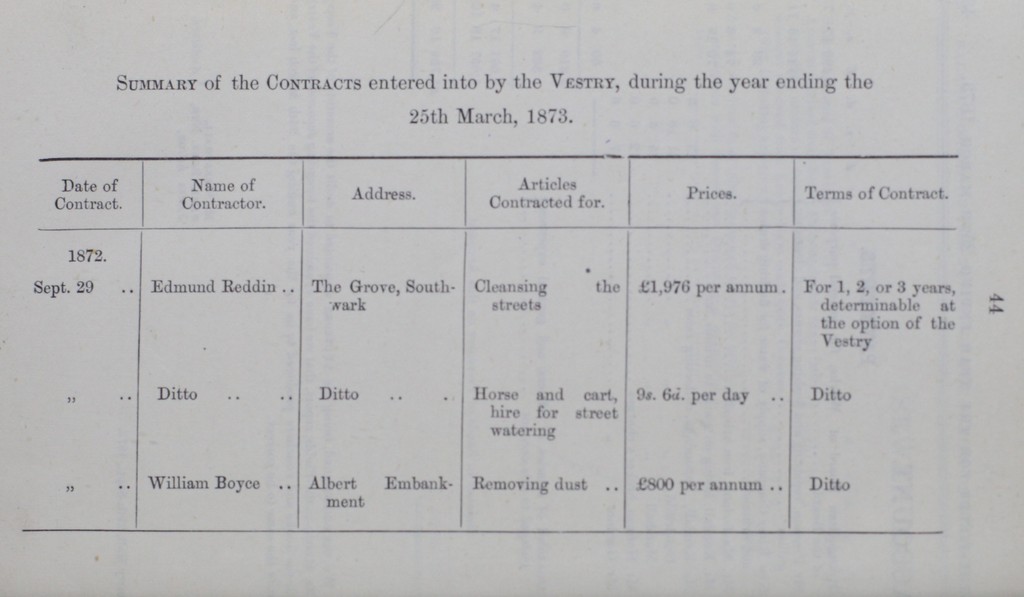 SUMMARY of the CONTRACTS entered into by the VESTRY, during the year ending the
25th March, 1873.
Date of Contract. Name of Contractor. Address. Articles Contracted for. Prices. Terms of Contract.
1872.
Sept. 29 .. Edmund Reddin .. The Grove, South- Cleansing the £1,976 per annum . For 1, 2, or 3 years,
wark streets determinable at
the option of the
Vestry
„ .. Ditto .. .. Ditto .. . Horse and cart, 9s. 6d. per day .. Ditto
hire for street
watering
„ .. William Boyce .. Albert Embank- Removing dust .. £800 per annum .. Ditto
ment
44